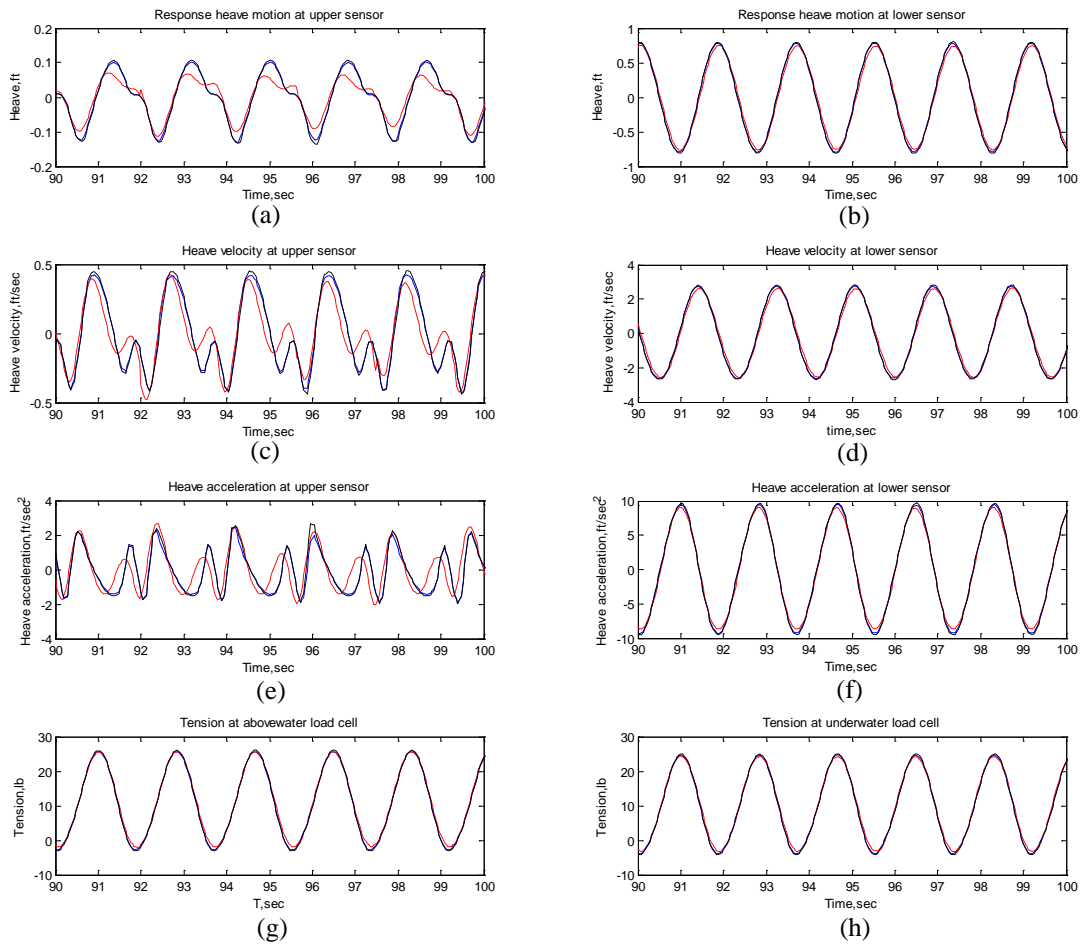 Response heave motion at upper sensor
0.2
0.1
0
-0.1
-0.2
Heave,ft
90 91 92 93 94 95 96 97 98 99 100
Time,sec
(a)
Response heave motion at lower sensor
1
0.5
0
-0.5
-1
Heave,ft
90 91 92 93 94 95 96 97 98 99 100
Time,sec
(b)
Heave velocity at upper sensor
0.5
0
-0.5
Heave velocity,ft/sec
90 91 92 93 94 95 96 97 98 99 100
Time,sec
(c)
Heave velocity at lower sensor
4
2
0
-2
-4
Heave velocity,ft/sec
90 91 92 93 94 95 96 97 98 99 100
time,sec
(d)
Heave acceleration at upper sensor
4
2
0
-2
-4
Heave acceleration,ft/sec²
90 91 92 93 94 95 96 97 98 99 100
Time,sec
(e)
Heave acceleration at lower sensor
10
5
0
-5
-10
Heave acceleration,ft/sec²
90 91 92 93 94 95 96 97 98 99 100
Time,sec
(f)
Tension at abovewater load cell
30
20
10
0
-10
Tension,lb
90 91 92 93 94 95 96 97 98 99 100
T,sec
(g)
Tension at underwater load cell
30
20
10
0
-10
Tension,lb
90 91 92 93 94 95 96 97 98 99 100
Time,sec
(h)